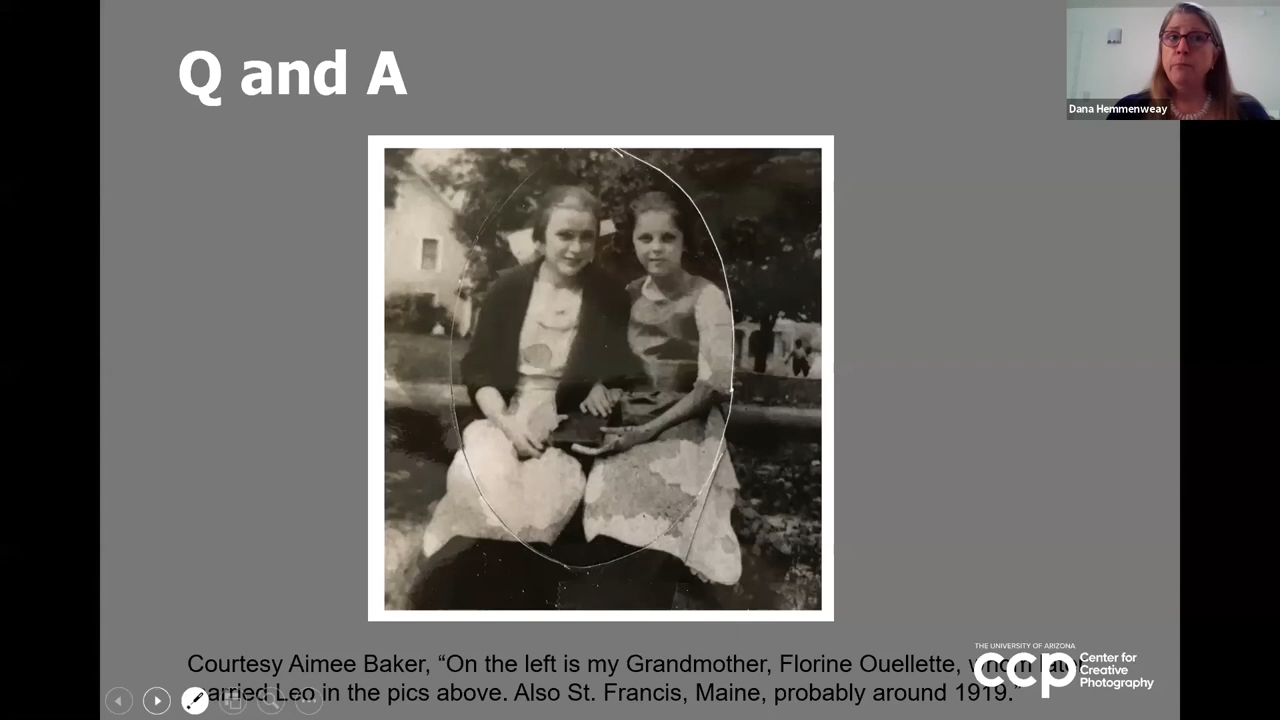 Q and A
Dana Hemmenweay
Courtesy Aimee Baker, “On the left is my Grandmother, Florine Ouellette,
Leo in the pics above. Also St. Francis, Maine, probably around 1919.”
THE UNIVERSITY OF ARIZONA
ccp
Center for
Creative
Photography